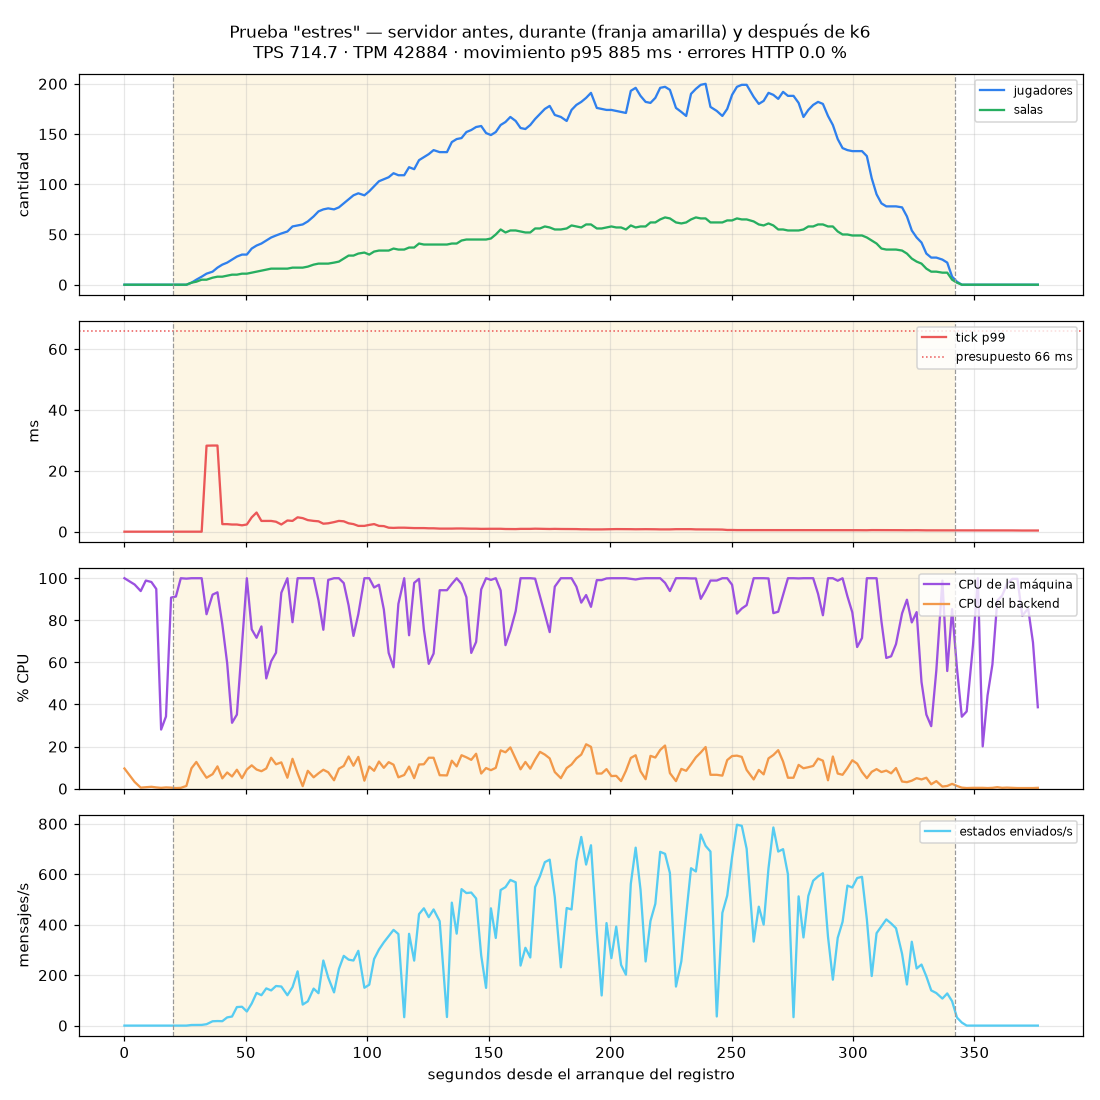 Prueba "estres" — servidor antes, durante (franja amarilla) y después de k6
TPS 714.7 · TPM 42884 · movimiento p95 885 ms · errores HTTP 0.0 %
200
150
100
50
0
cantidad
jugadores
salas
60
40
20
0
ms
tick p99
presupuesto 66 ms
100
80
60
40
20
0
% CPU
CPU de la máquina
CPU del backend
800
600
400
200
0
mensajes/s
estados enviados/s
0
50
100
150
200
250
300
350
segundos desde el arranque del registro